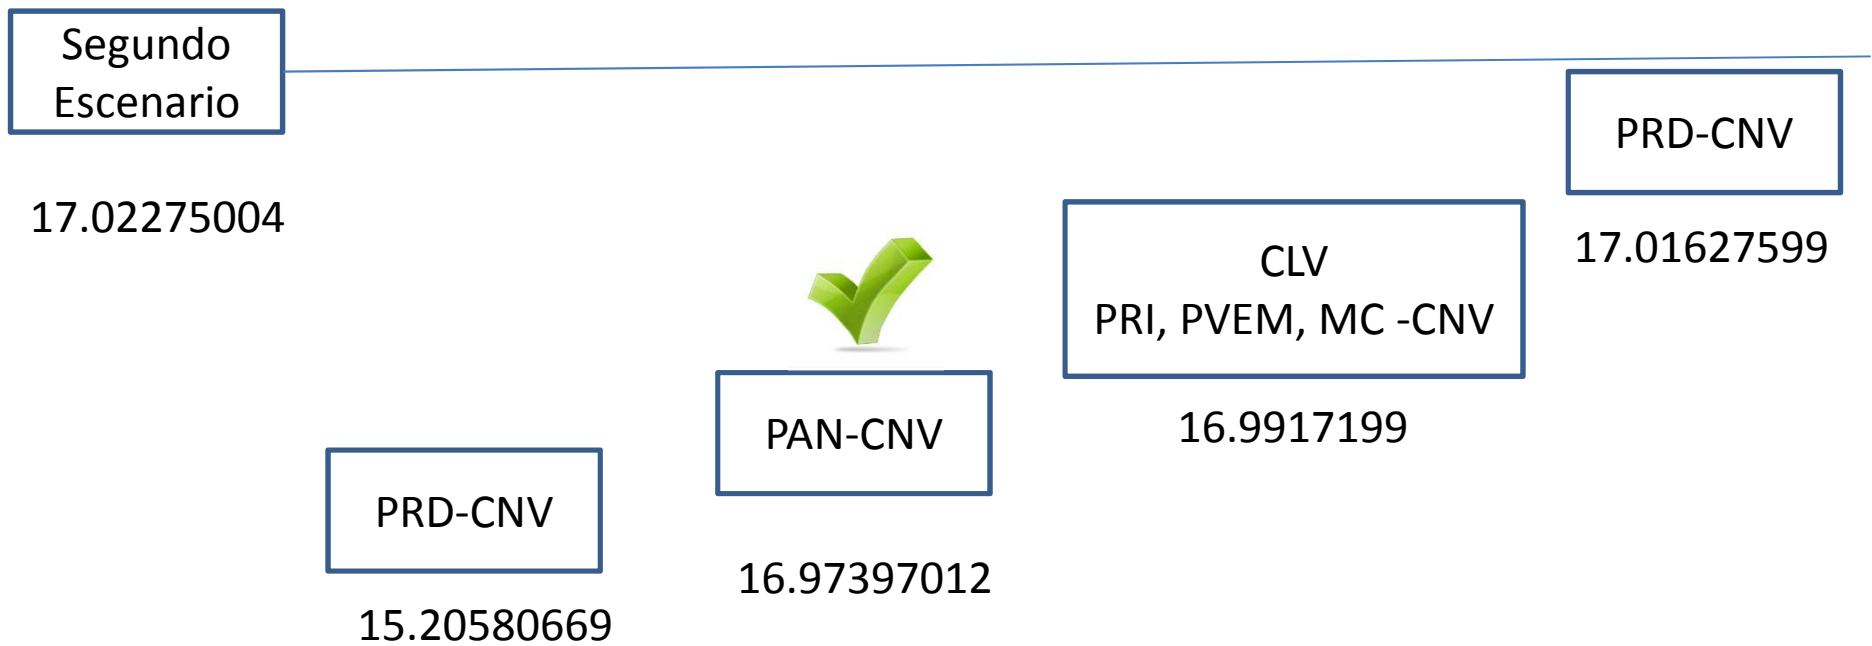 Segundo
Escenario
17.02275004
PRD-CNV
15.20580669
PAN-CNV
16.97397012
CLV
PRI, PVEM, MC -CNV
16.9917199
PRD-CNV
17.01627599